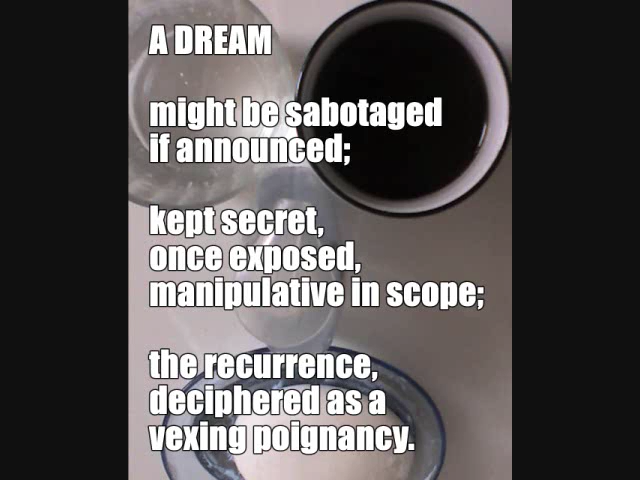 A DREAM
might be sabotaged
if announced;
kept secret,
once exposed,
manipulative in scope;
the recurrence,
deciphered as a
vexing poignancy.